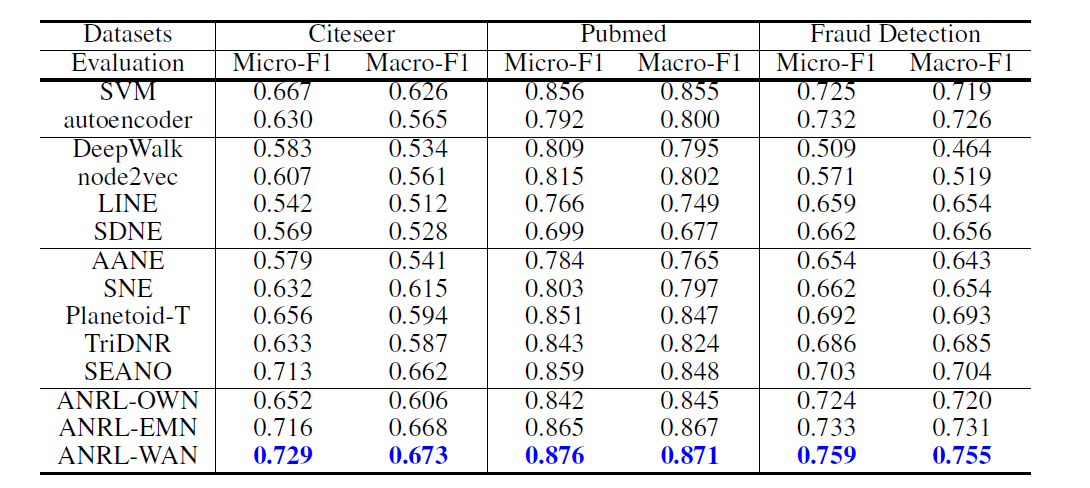 Datasets Citeseer Pubmed Fraud Detection
Evaluation Micro-F1 Macro-F1 Micro-F1 Macro-F1 Micro-F1 Macro-F1
SVM 0.667 0.626 0.856 0.855 0.725 0.719
autoencoder 0.630 0.565 0.792 0.800 0.732 0.726
DeepWalk 0.583 0.534 0.809 0.795 0.509 0.464
node2vec 0.607 0.561 0.815 0.802 0.571 0.519
LINE 0.542 0.512 0.766 0.749 0.659 0.654
SDNE 0.569 0.528 0.699 0.677 0.662 0.656
AANE 0.579 0.541 0.784 0.765 0.654 0.643
SNE 0.632 0.615 0.803 0.797 0.662 0.654
Planetoid-T 0.656 0.594 0.851 0.847 0.692 0.693
TriDNR 0.633 0.587 0.843 0.824 0.686 0.685
SEANO 0.713 0.662 0.859 0.848 0.703 0.704
ANRL-OWN 0.652 0.606 0.842 0.845 0.724 0.720
ANRL-EMN 0.716 0.668 0.865 0.867 0.733 0.731
ANRL-WAN 0.729 0.673 0.876 0.871 0.759 0.755